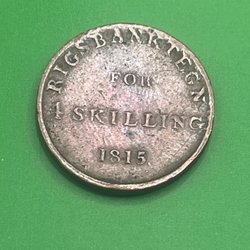 RIGSBANKTEGN
FOR
1 SKILLING
1815